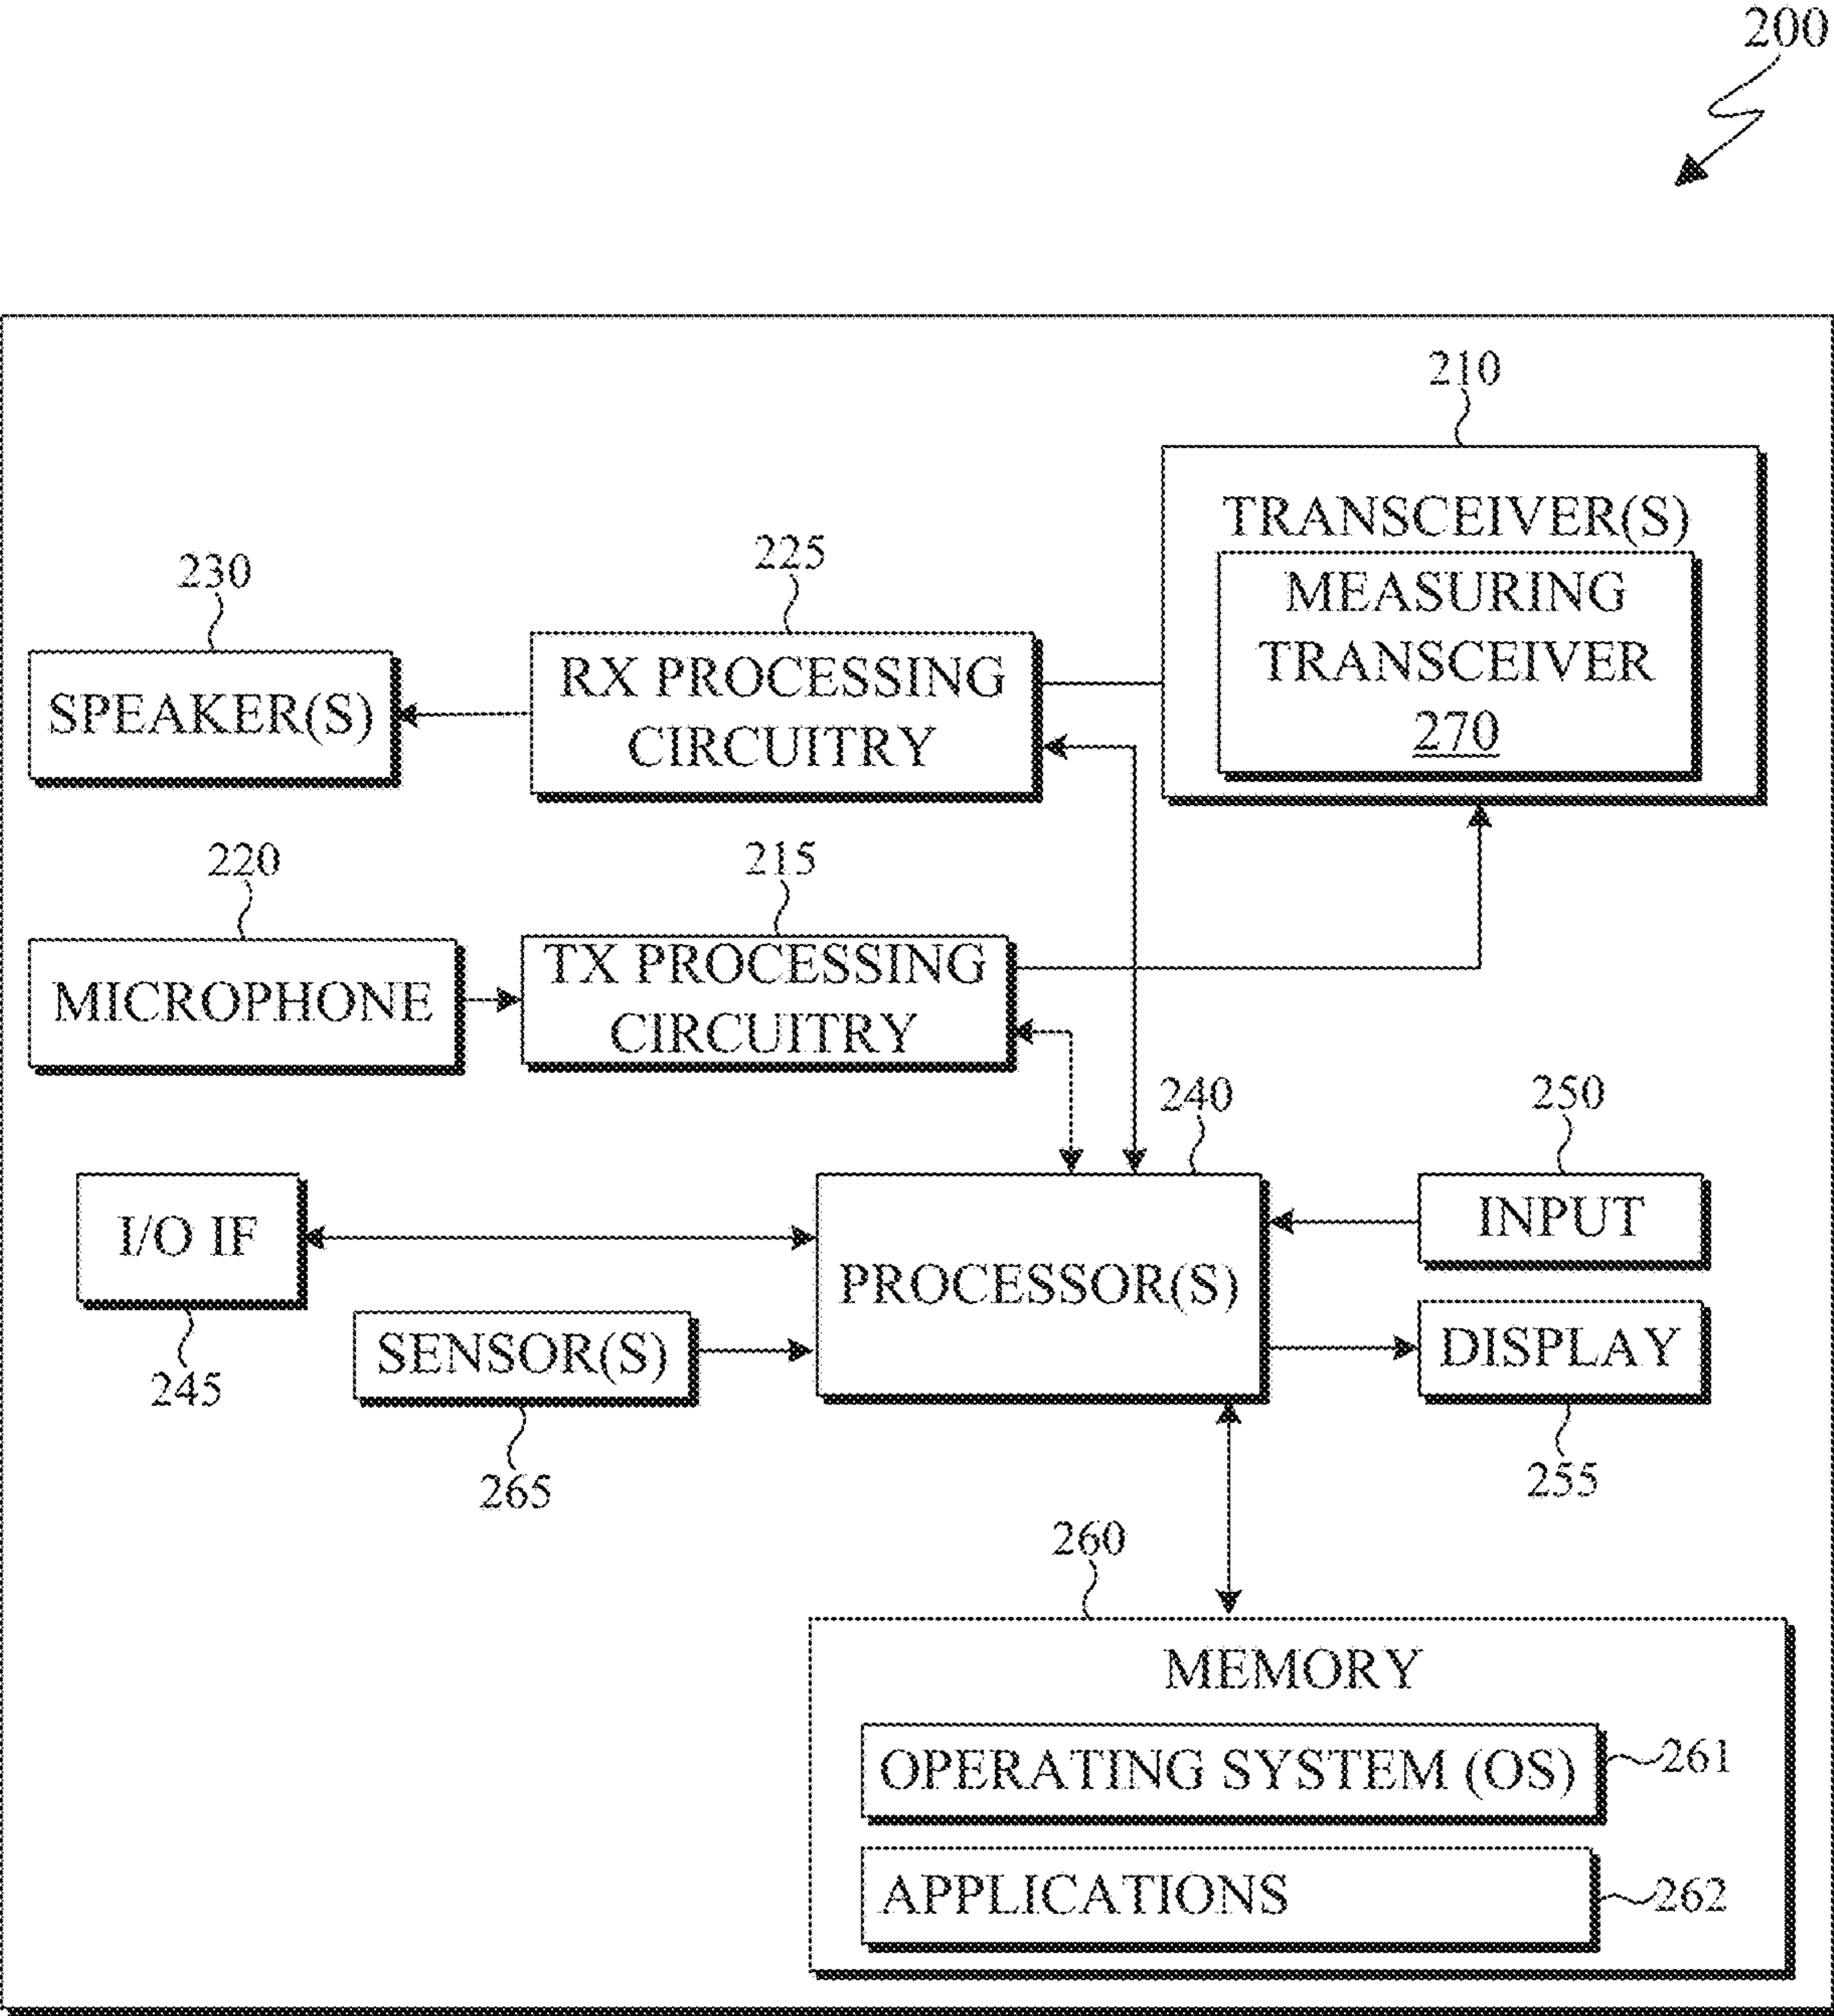 200
210
TRANSCEIVER(S)
MEASURING
TRANSCEIVER
270
225
RX PROCESSING
CIRCUITRY
230
SPEAKER(S)
220
MICROPHONE
215
TX PROCESSING
CIRCUITRY
240
PROCESSOR(S)
250
INPUT
I/O IF
245
SENSOR(S)
265
DISPLAY
255
260
MEMORY
OPERATING SYSTEM (OS)
261
APPLICATIONS
262